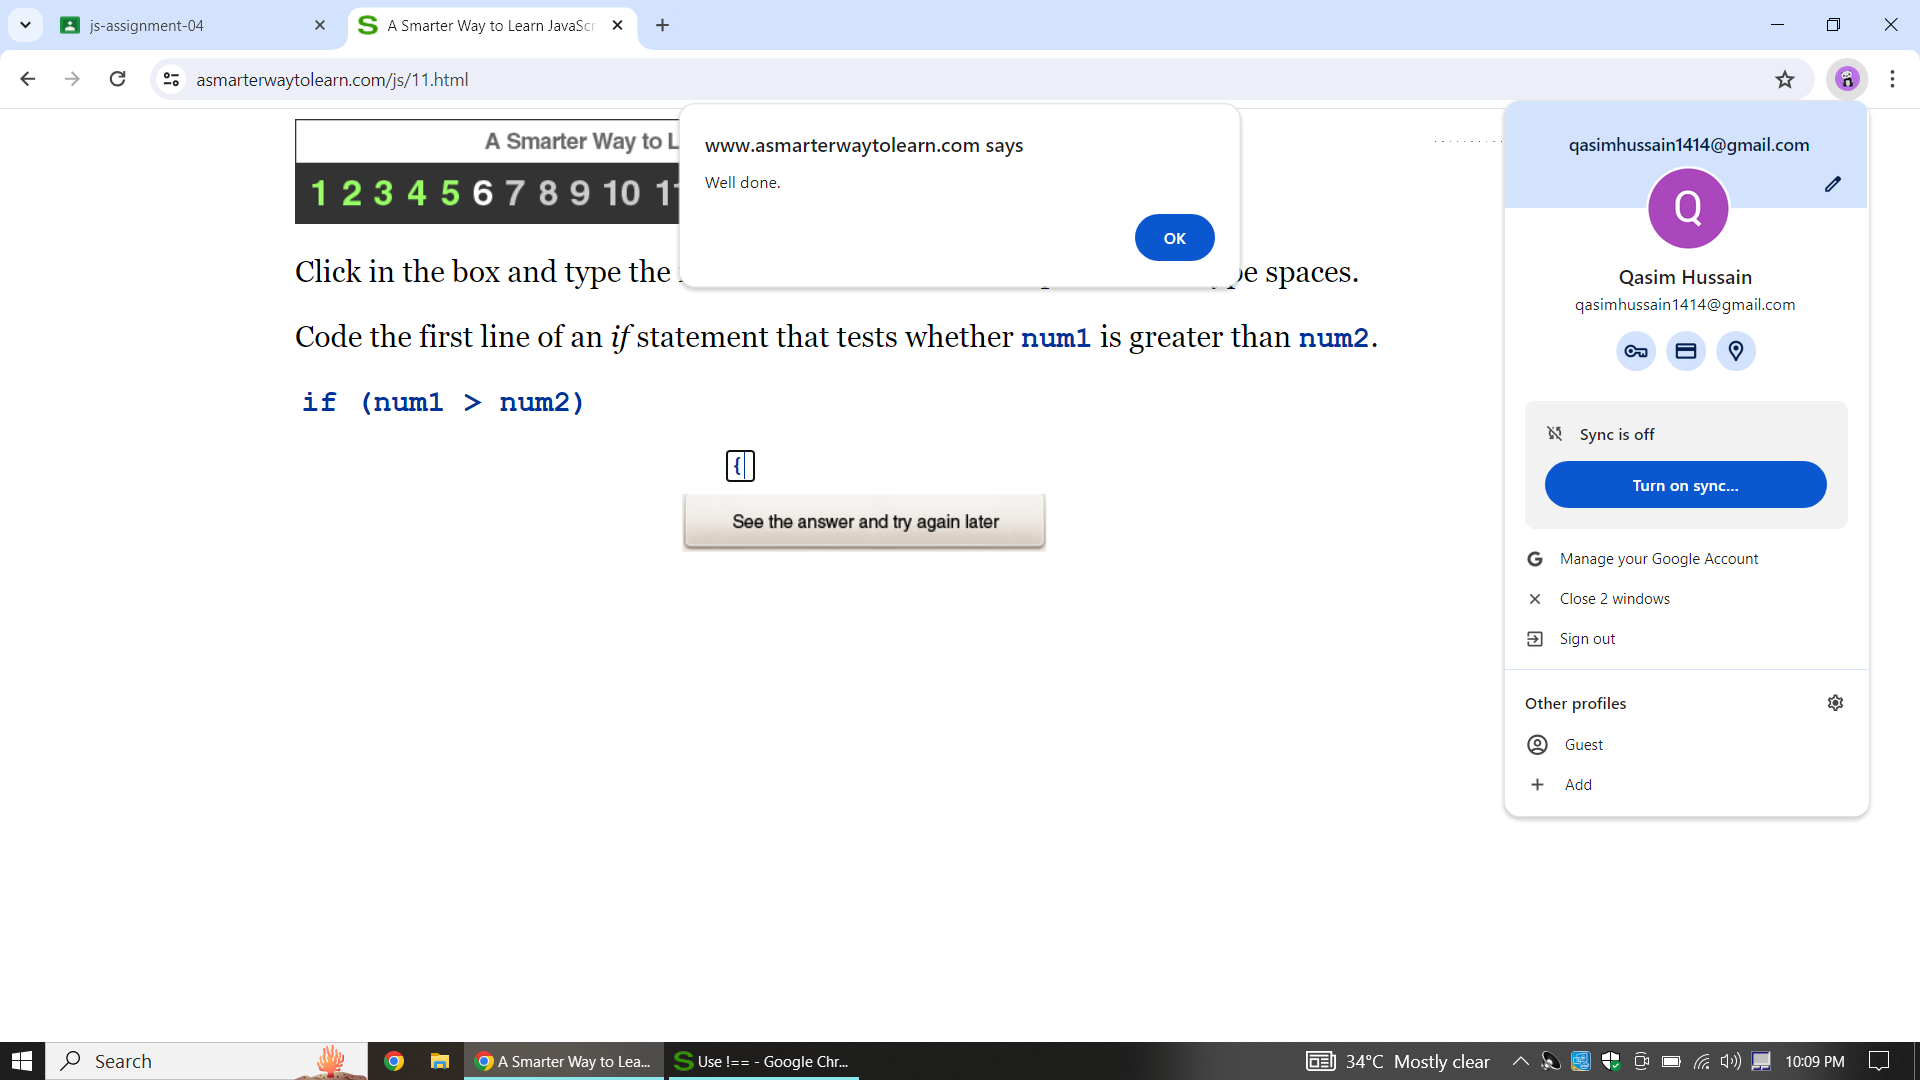 js-assignment-04
A Smarter Way to Learn JavaScr
asmarterwaytolearn.com/js/11.html
A Smarter Way to L
1 2 3 4 5 6 7 8 9 10 11
www.asmarterwaytolearn.com says
Well done.
OK
Click in the box and type the
type spaces.
Code the first line of an if statement that tests whether num1 is greater than num2.
if (num1 > num2)
{
See the answer and try again later
qasimhussain1414@gmail.com
Q
Qasim Hussain
qasimhussain1414@gmail.com
Sync is off
Turn on sync...
Manage your Google Account
Close 2 windows
Sign out
Other profiles
Guest
Add
Search
A Smarter Way to Lea...
Use !== - Google Chr...
34°C Mostly clear
10:09 PM